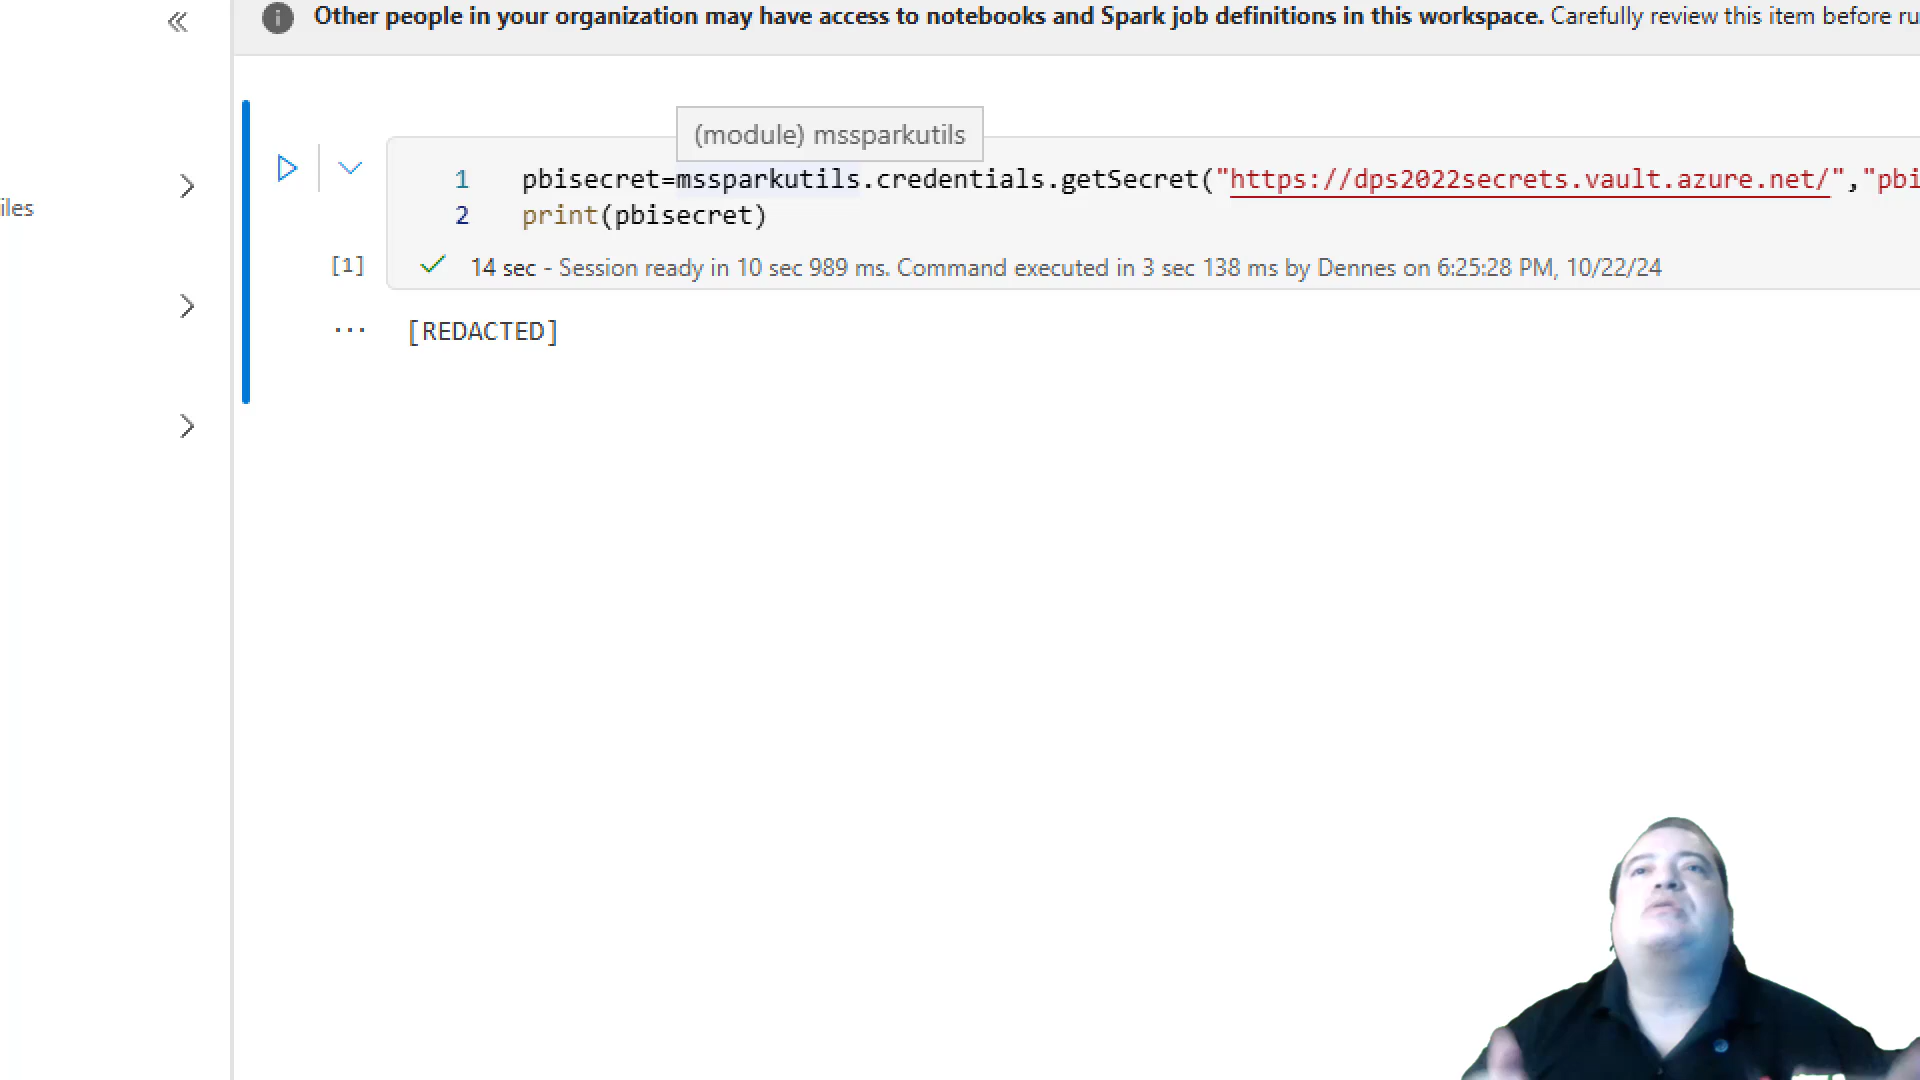 Other people in your organization may have access to notebooks and Spark job definitions in this workspace. Carefully review this item before ru
(module) mssparkutils
1 pbisecret=mssparkutils.credentials.getSecret("https://dps2022secrets.vault.azure.net/","pbi
iles
2 print(pbisecret)
[1] 14 sec - Session ready in 10 sec 989 ms. Command executed in 3 sec 138 ms by Dennes on 6:25:28 PM, 10/22/24
... [REDACTED]